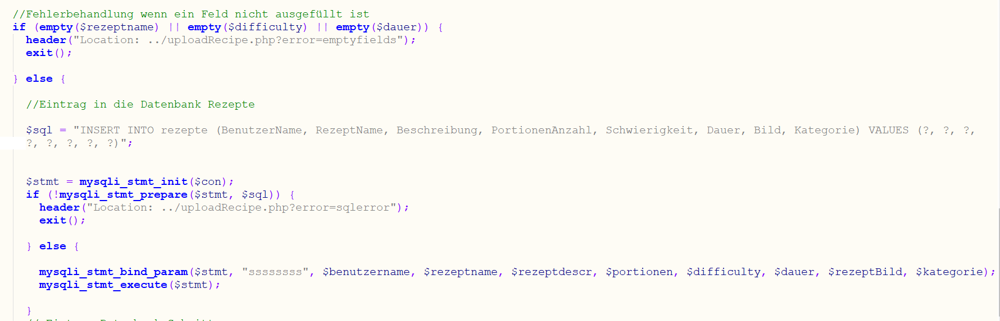 //Fehlerbehandlung wenn ein Feld nicht ausgefüllt ist
if (empty($rezeptname) || empty($difficulty) || empty($dauer)) {
header("Location: ../uploadRecipe.php?error=emptyfields");
exit();
} else {
//Eintrag in die Datenbank Rezepte
$sql = "INSERT INTO rezepte (BenutzerName, RezeptName, Beschreibung, PortionenAnzahl, Schwierigkeit, Dauer, Bild, Kategorie) VALUES (?, ?, ?,
?, ?, ?, ?, ?)";
$stmt = mysqli_stmt_init($con);
if (!mysqli_stmt_prepare($stmt, $sql)) {
header("Location: ../uploadRecipe.php?error=sqlerror");
exit();
} else {
mysqli_stmt_bind_param($stmt, "ssssssss", $benutzername, $rezeptname, $rezeptdescr, $portionen, $difficulty, $dauer, $rezeptBild, $kategorie);
mysqli_stmt_execute($stmt);
}